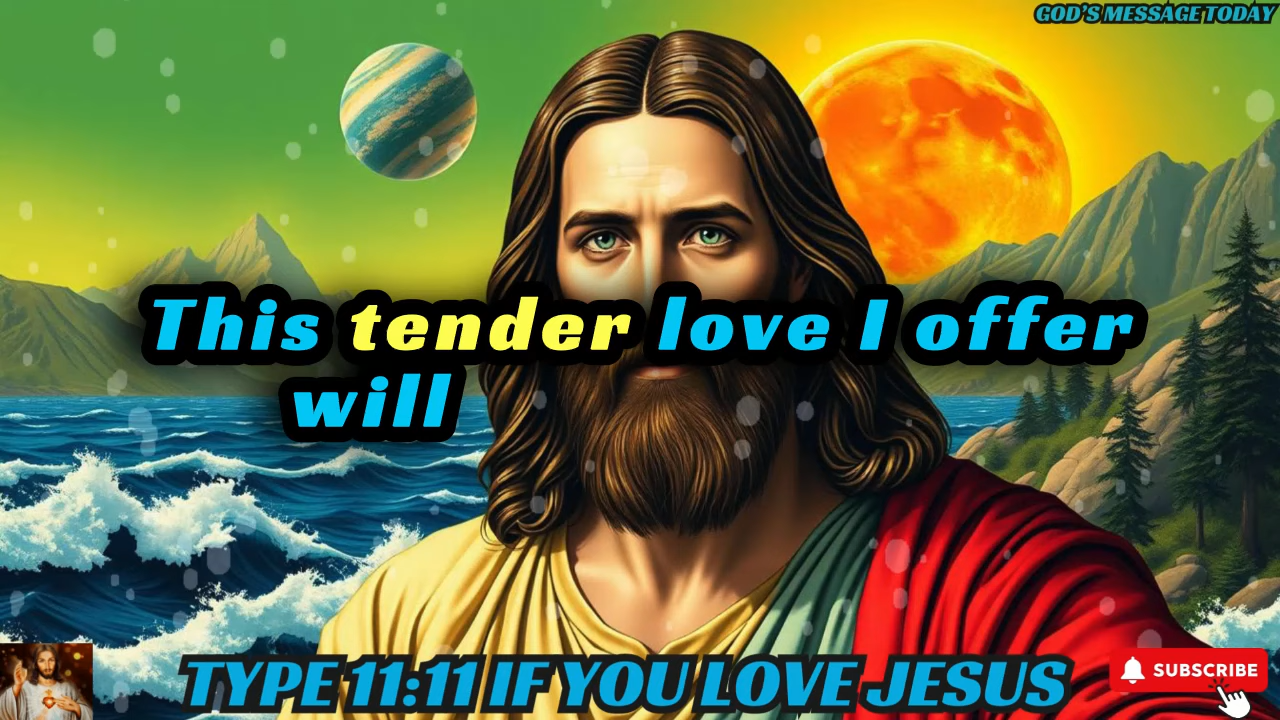 GOD'S MESSAGE TODAY
This tender love I offer
will
TYPE 11:11 IF YOU LOVE JESUS
SUBSCRIBE